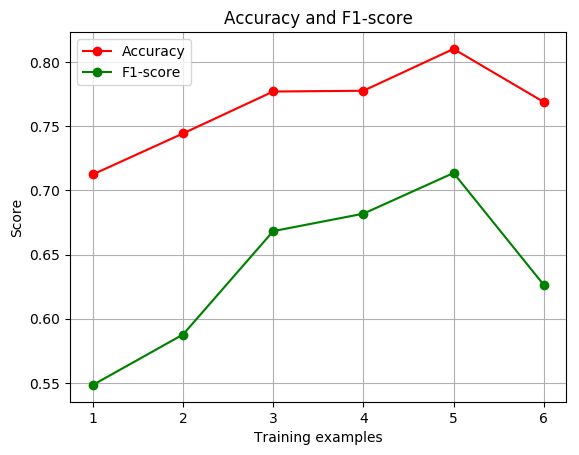 Accuracy and F1-score
Accuracy
F1-score
Score
0.80
0.75
0.70
0.65
0.60
0.55
1 2 3 4 5 6
Training examples